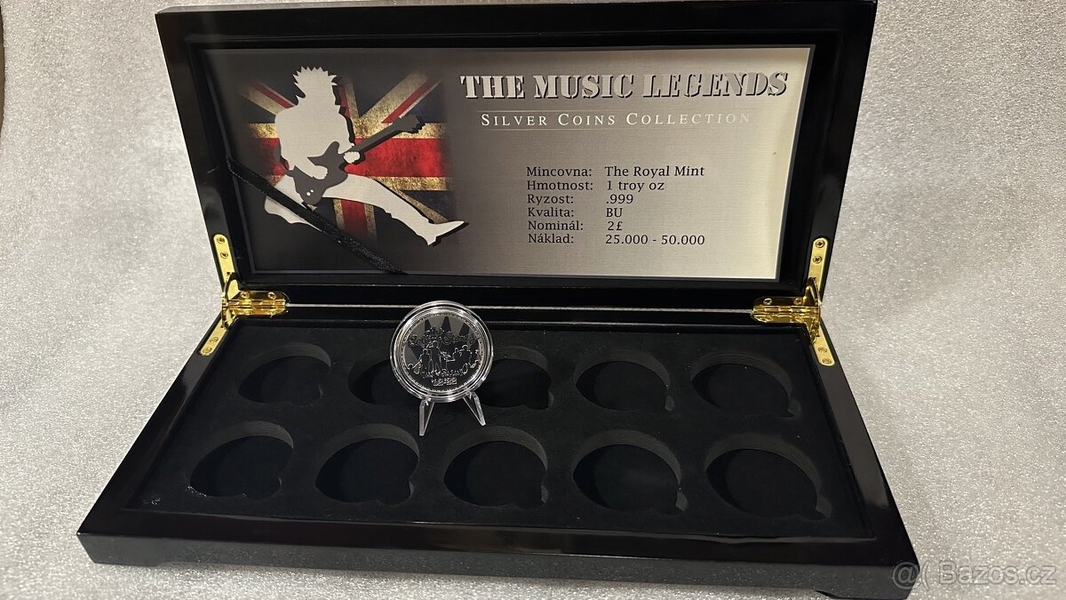 THE MUSIC LEGENDS
SILVER COINS COLLECTION
Mincovna: The Royal Mint
Hmotnost: 1 troy oz
Ryzost: .999
Kvalita: BU
Nominál: 2£
Náklad: 25.000 - 50.000
@( Bazos.cz